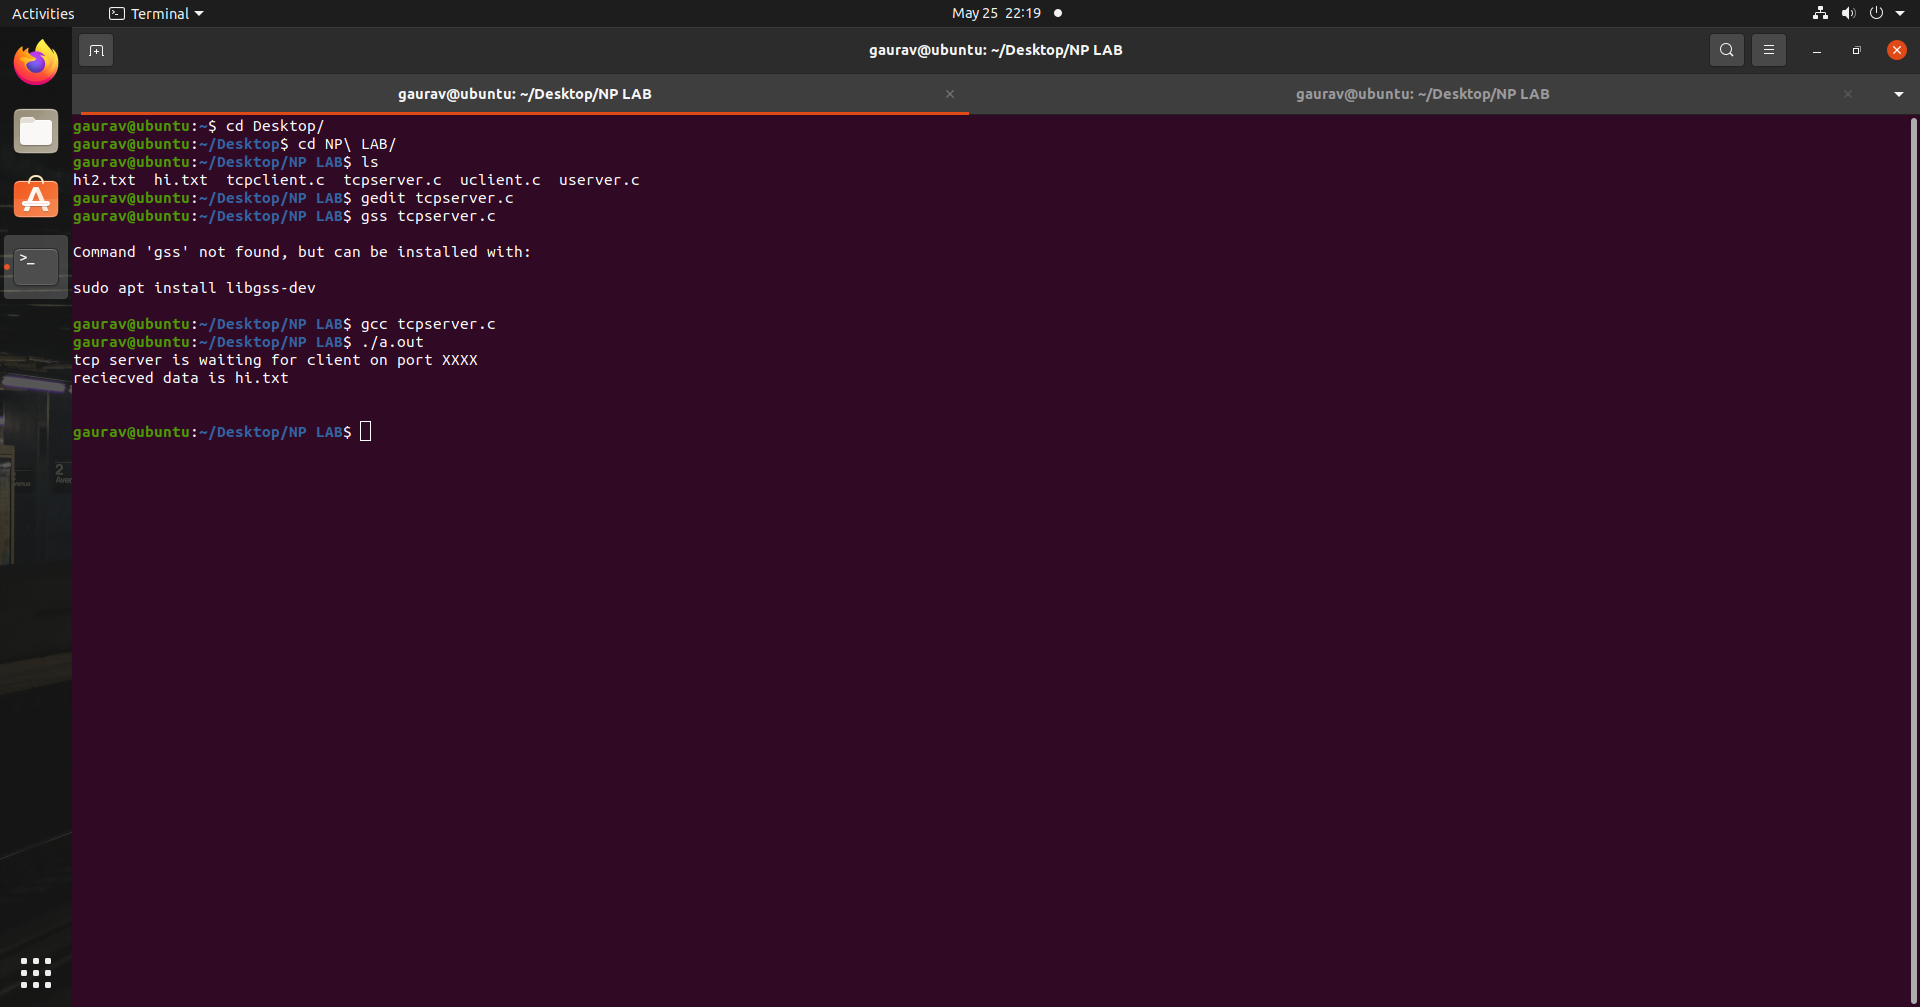 Activities
Terminal
May 25 22:19
gaurav@ubuntu: ~/Desktop/NP LAB
gaurav@ubuntu: ~/Desktop/NP LAB
gaurav@ubuntu: ~/Desktop/NP LAB
gaurav@ubuntu:~$ cd Desktop/
gaurav@ubuntu:~/Desktop$ cd NP\ LAB/
gaurav@ubuntu:~/Desktop/NP LAB$ ls
hi2.txt  hi.txt  tcpclient.c  tcpserver.c  uclient.c  userver.c
gaurav@ubuntu:~/Desktop/NP LAB$ gedit tcpserver.c
gaurav@ubuntu:~/Desktop/NP LAB$ gss tcpserver.c
Command 'gss' not found, but can be installed with:
sudo apt install libgss-dev
gaurav@ubuntu:~/Desktop/NP LAB$ gcc tcpserver.c
gaurav@ubuntu:~/Desktop/NP LAB$ ./a.out
tcp server is waiting for client on port XXXX
reciecved data is hi.txt
gaurav@ubuntu:~/Desktop/NP LAB$
2